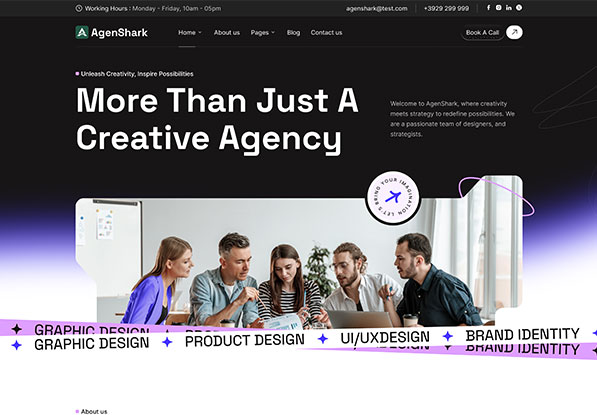 Working Hours : Monday - Friday, 10am - 05pm
agenshark@test.com
+3929 299 999
AgenShark
Home
About us
Pages
Blog
Contact us
Book A Call
Unleash Creativity, Inspire Possibilities
More Than Just A
Creative Agency
Welcome to AgenShark, where creativity
meets strategy to redefine possibilities. We
are a passionate team of designers, and
strategists.
LET'S BRING YOUR IMAGINATION
GRAPHIC DESIGN
GRAPHIC DESIGN PRODUCT DESIGN UI/UXDESIGN BRAND IDENTITY
BRAND IDENTITY
About us